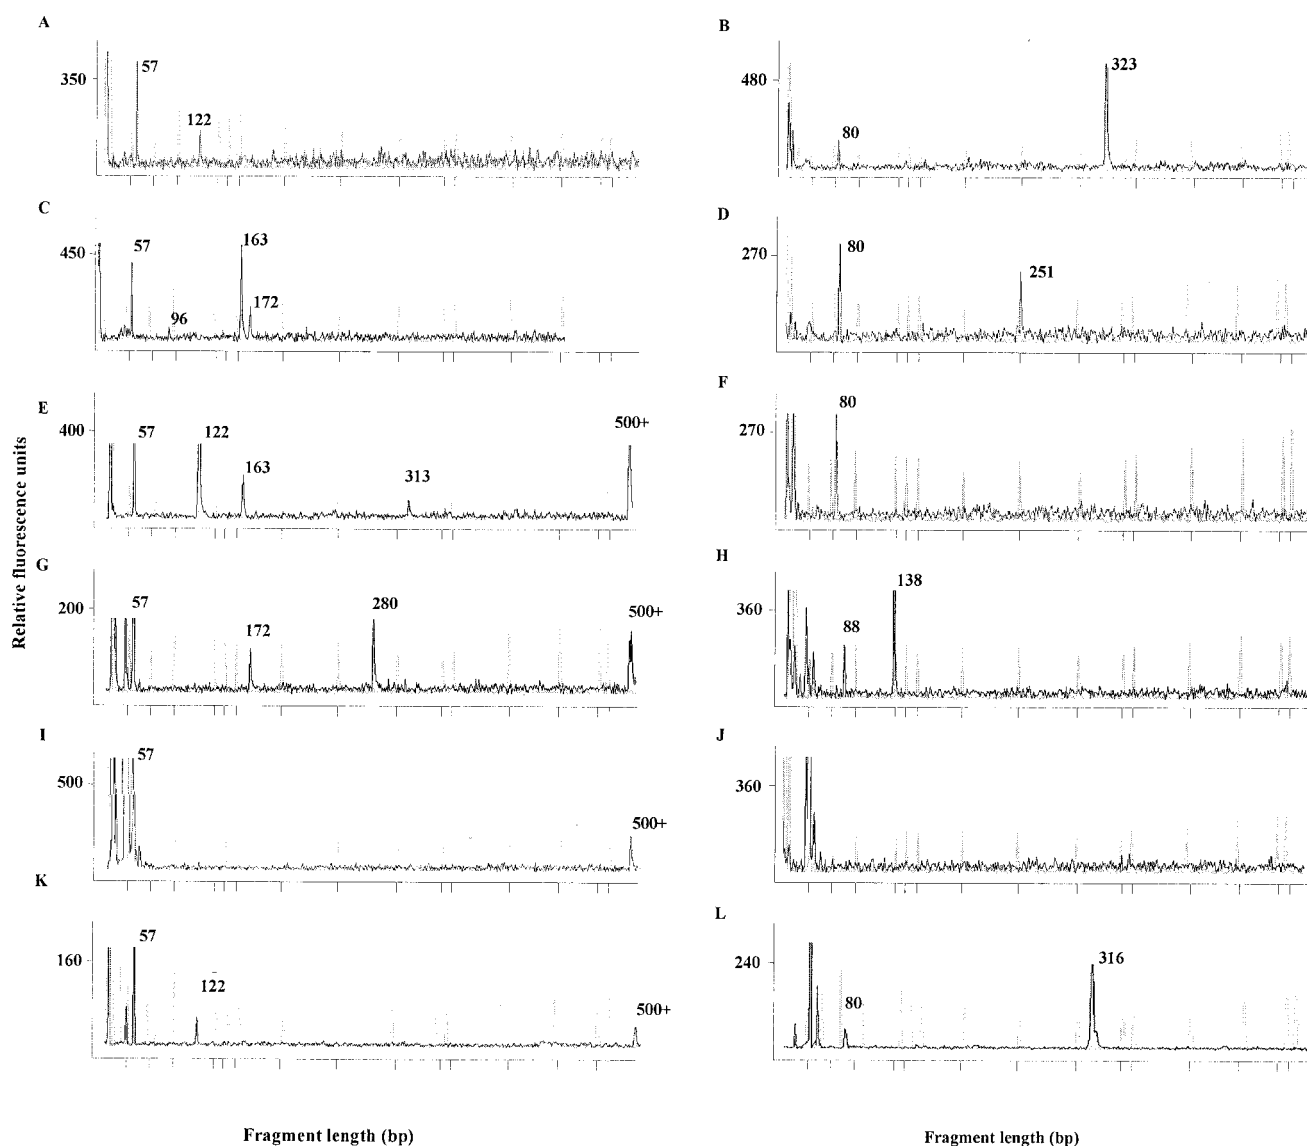 A
350
57
122
B
480
80
323
C
450
57
96
163
172
D
270
80
251
E
400
57
122
163
313
500+
F
270
80
G
200
57
172
280
500+
H
360
88
138
I
500
57
500+
J
360
K
160
57
122
500+
L
240
80
316
Relative fluorescence units
Fragment length (bp)
Fragment length (bp)